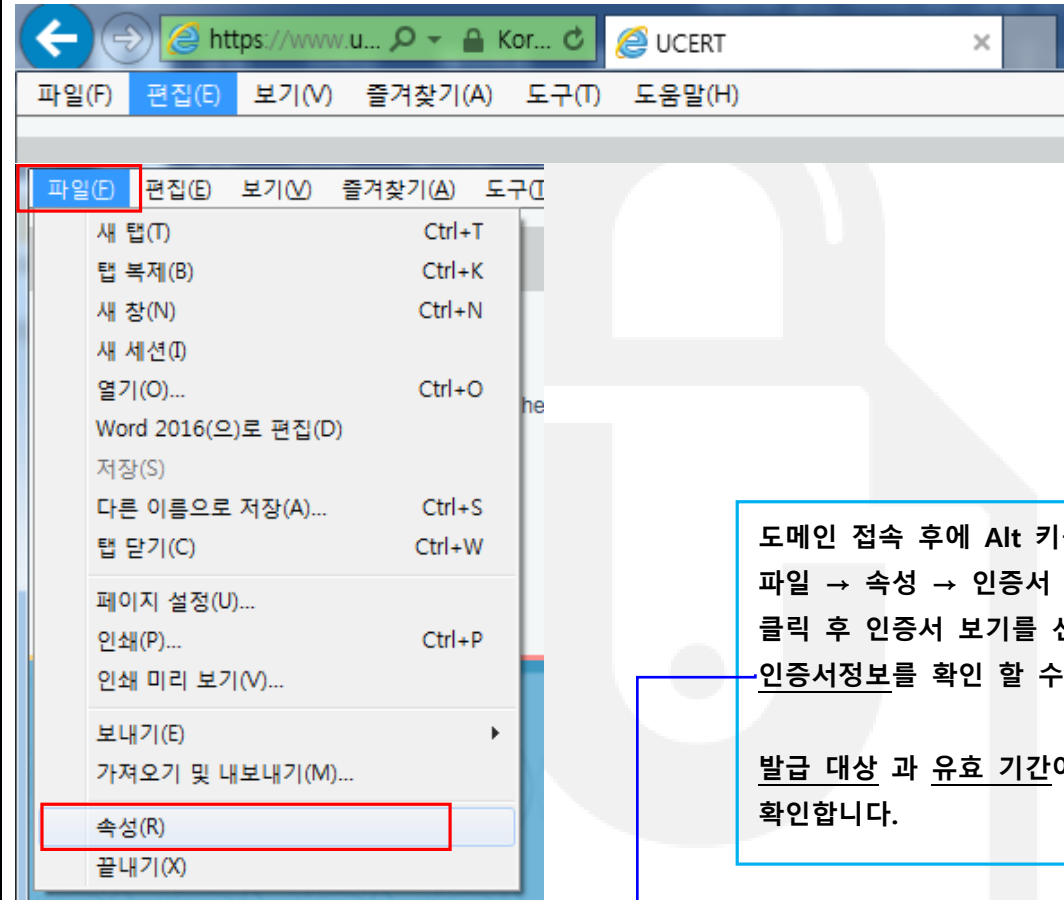 https://www.u... Kor... UCERT
파일(F) 편집(E) 보기(V) 즐겨찾기(A) 도구(T) 도움말(H)
파일(F) 편집(E) 보기(V) 즐겨찾기(A) 도구(T
새 탭(T) Ctrl+T
탭 복제(B) Ctrl+K
새 창(N) Ctrl+N
새 세션(I)
열기(O)... Ctrl+O
he
Word 2016(으)로 편집(D)
저장(S)
다른 이름으로 저장(A)... Ctrl+S
탭 닫기(C) Ctrl+W
페이지 설정(U)...
인쇄(P)... Ctrl+P
인쇄 미리 보기(V)...
보내기(E)
가져오기 및 내보내기(M)...
속성(R)
끝내기(X)
도메인 접속 후에 Alt 키
파일 → 속성 → 인증서
클릭 후 인증서 보기를
인증서정보를 확인 할 수
발급 대상 과 유효 기간
확인합니다.